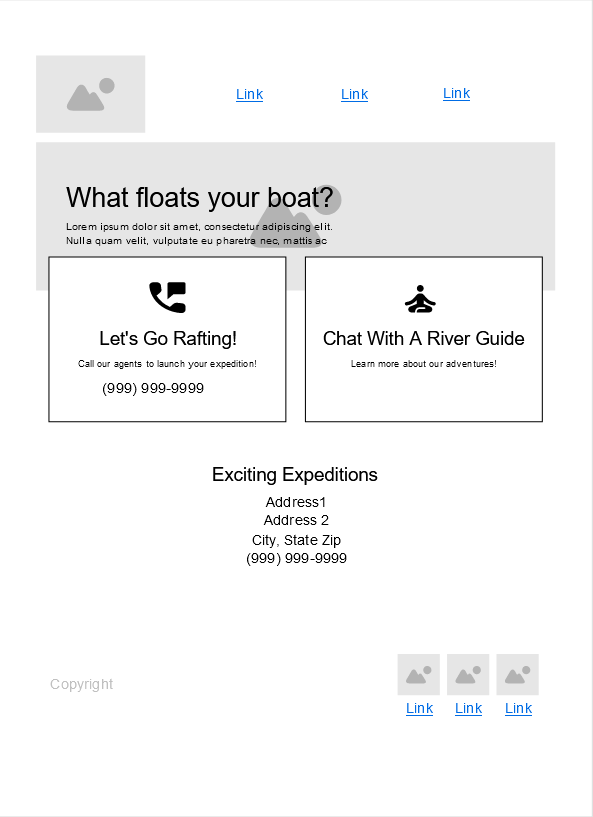 Link Link Link
What floats your boat?
Lorem ipsum dolor sit amet, consectetur adipiscing elit.
Nulla quam velit, vulputate eu pharetra nec, mattis ac
Let's Go Rafting!
Call our agents to launch your expedition!
(999) 999-9999
Chat With A River Guide
Learn more about our adventures!
Exciting Expeditions
Address1
Address 2
City, State Zip
(999) 999-9999
Copyright
Link Link Link